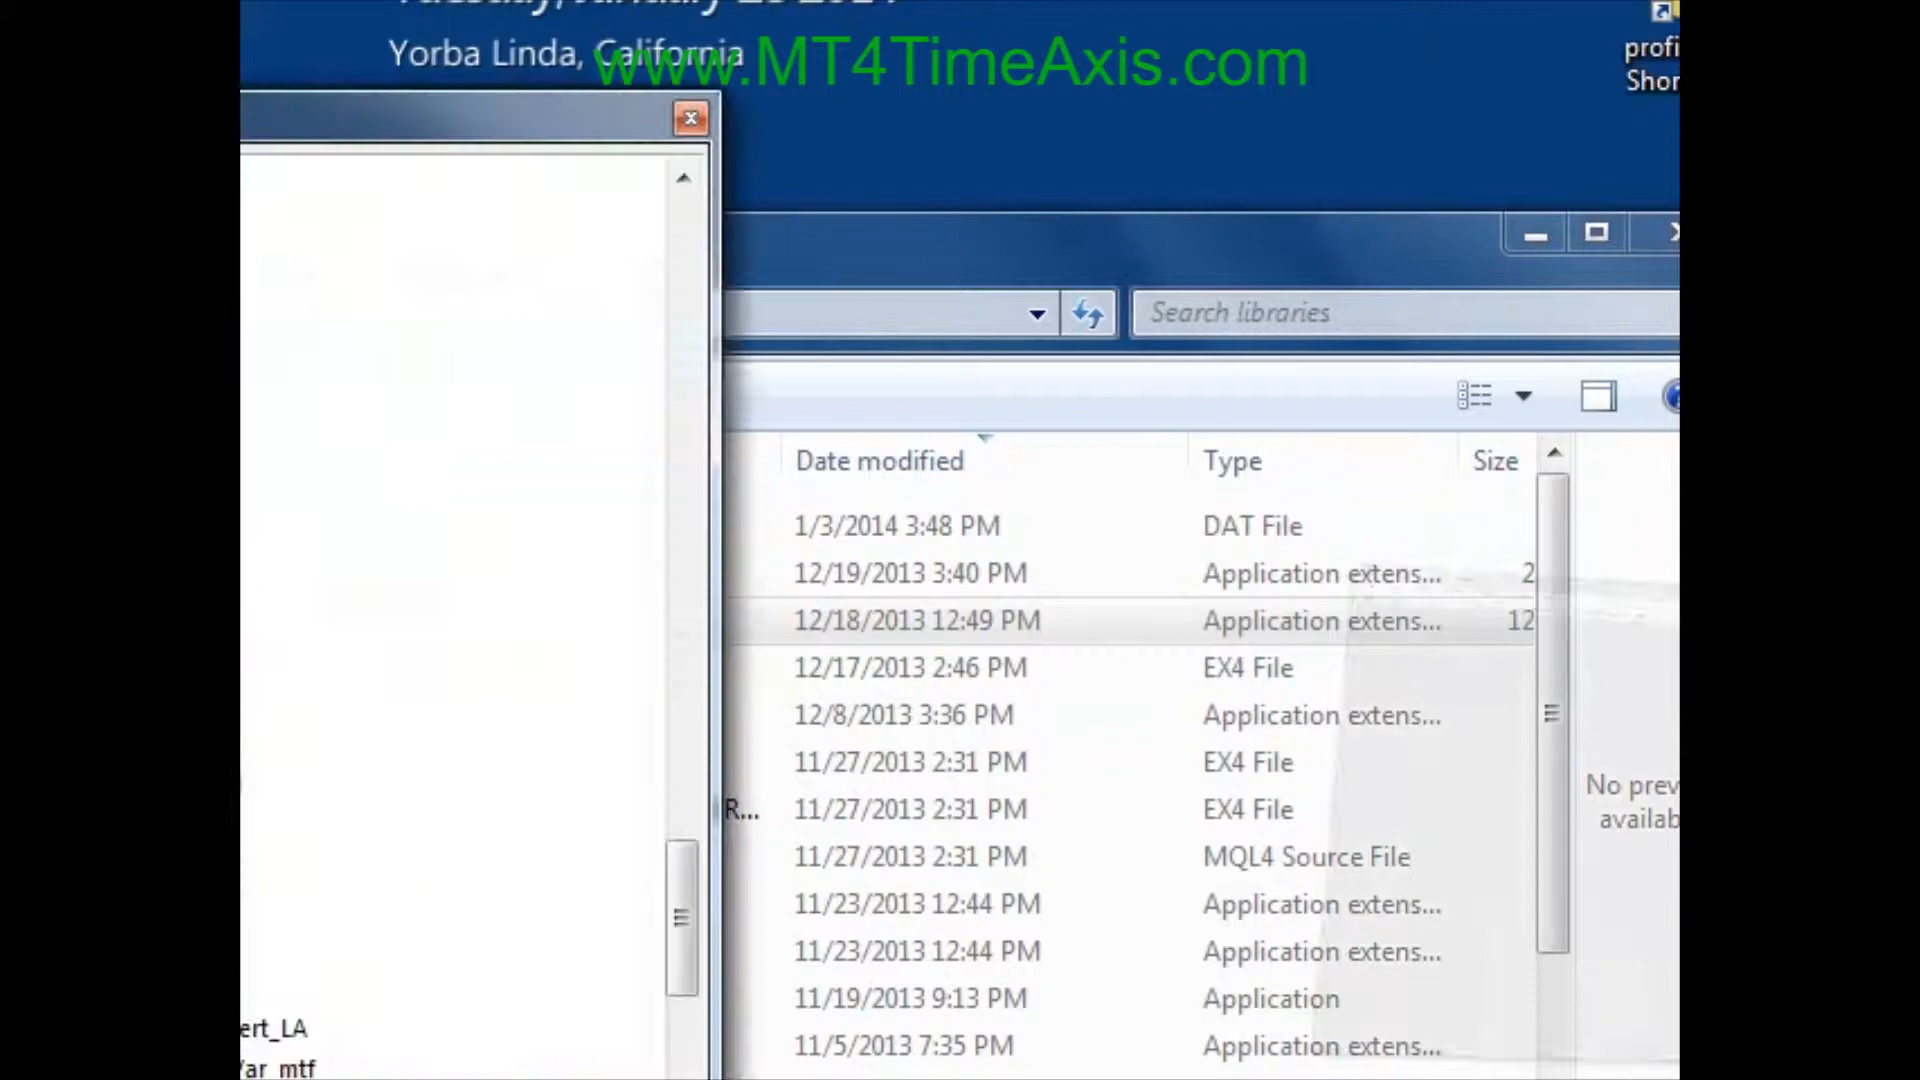 Yorba Linda, California
www.MT4TimeAxis.com
profi
Shor
Search libraries
Date modified Type Size
1/3/2014 3:48 PM DAT File
12/19/2013 3:40 PM Application extens... 2
12/18/2013 12:49 PM Application extens... 12
12/17/2013 2:46 PM EX4 File
12/8/2013 3:36 PM Application extens...
11/27/2013 2:31 PM EX4 File
R... 11/27/2013 2:31 PM EX4 File
11/27/2013 2:31 PM MQL4 Source File
11/23/2013 12:44 PM Application extens...
11/23/2013 12:44 PM Application extens...
11/19/2013 9:13 PM Application
11/5/2013 7:35 PM Application extens...
No prev
availab
ert_LA
ar_mtf